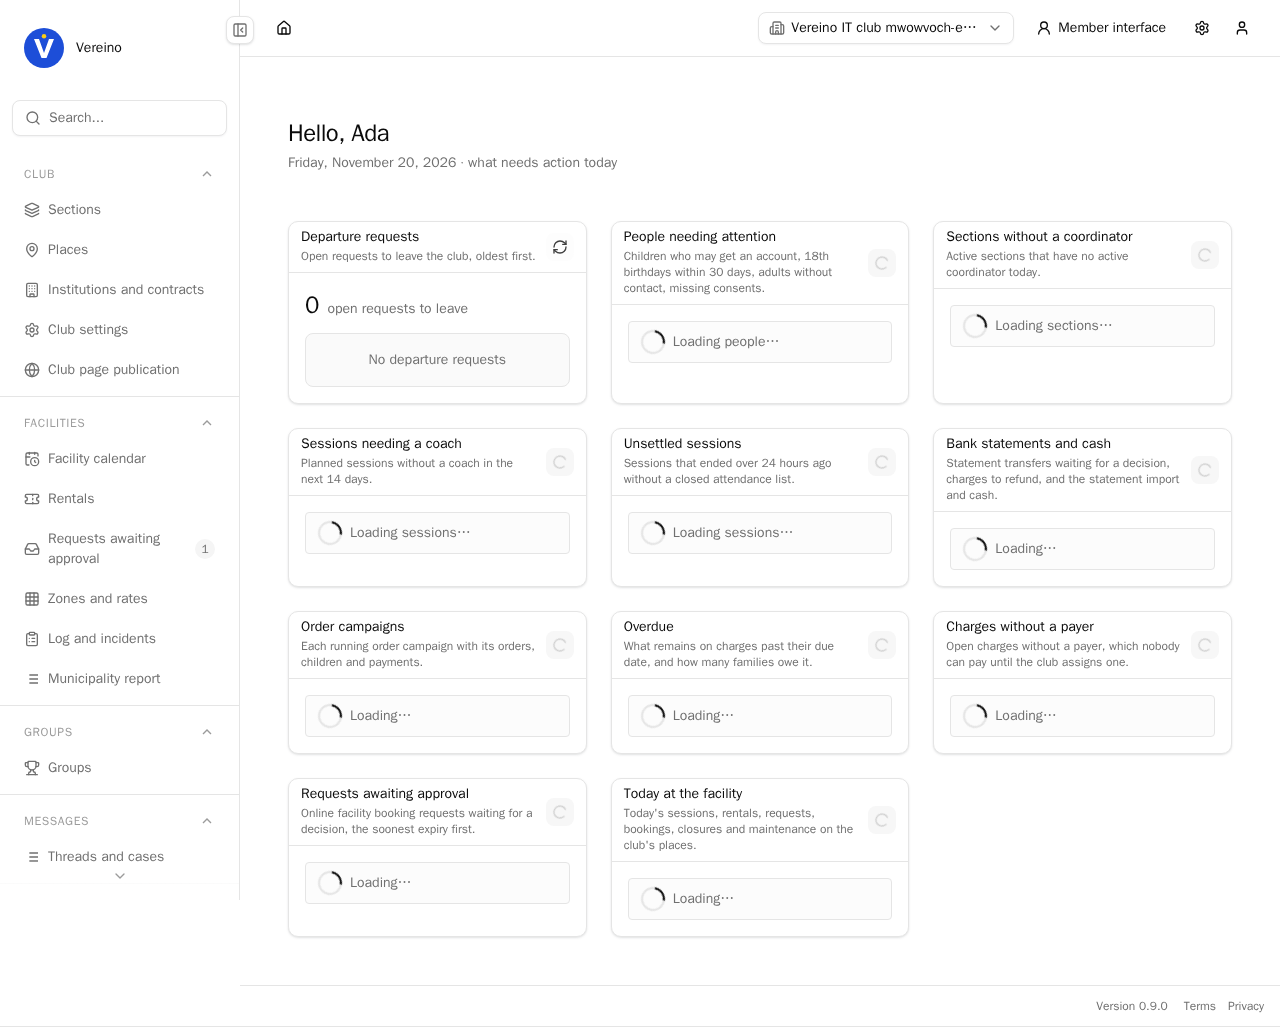 Vereino
Search...
Vereino IT club mwowvoch-e…
Member interface
CLUB
Sections
Places
Institutions and contracts
Club settings
Club page publication
FACILITIES
Facility calendar
Rentals
Requests awaiting
approval
1
Zones and rates
Log and incidents
Municipality report
GROUPS
Groups
MESSAGES
Threads and cases
Hello, Ada
Friday, November 20, 2026 · what needs action today
Departure requests
Open requests to leave the club, oldest first.
0 open requests to leave
No departure requests
People needing attention
Children who may get an account, 18th
birthdays within 30 days, adults without
contact, missing consents.
Loading people…
Sections without a coordinator
Active sections that have no active
coordinator today.
Loading sections…
Sessions needing a coach
Planned sessions without a coach in the
next 14 days.
Loading sessions…
Unsettled sessions
Sessions that ended over 24 hours ago
without a closed attendance list.
Loading sessions…
Bank statements and cash
Statement transfers waiting for a decision,
charges to refund, and the statement import
and cash.
Loading…
Order campaigns
Each running order campaign with its orders,
children and payments.
Loading…
Overdue
What remains on charges past their due
date, and how many families owe it.
Loading…
Charges without a payer
Open charges without a payer, which nobody
can pay until the club assigns one.
Loading…
Requests awaiting approval
Online facility booking requests waiting for a
decision, the soonest expiry first.
Loading…
Today at the facility
Today's sessions, rentals, requests,
bookings, closures and maintenance on the
club's places.
Loading…
Version 0.9.0
Terms
Privacy